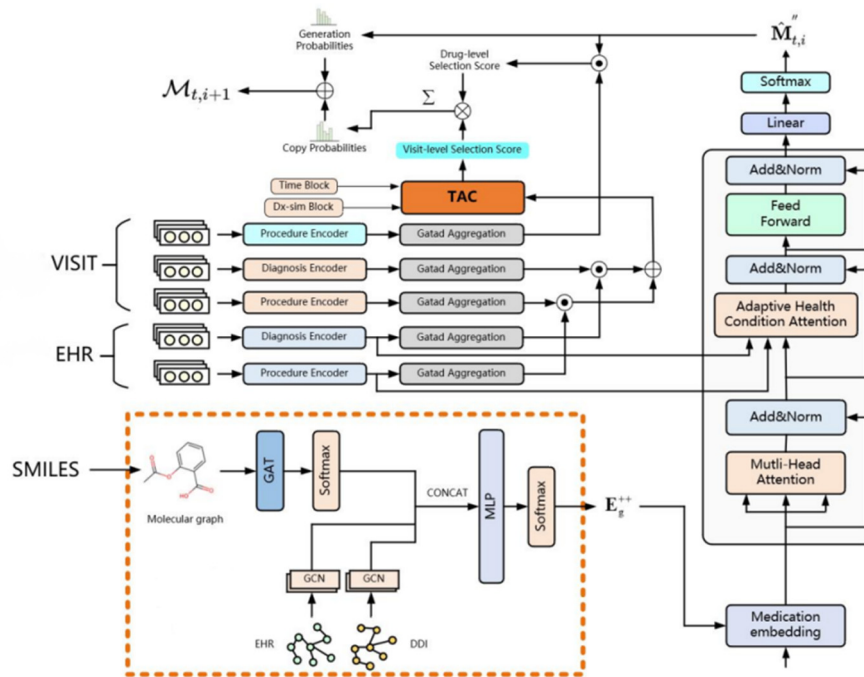 Generation
Probabilities
Drug-level
Selection Score
M̂″t,i
Softmax
ℳt,i+1
Σ
Linear
Copy Probabilities
Visit-level Selection Score
Add&Norm
Time Block
TAC
Dx-sim Block
Feed
Forward
VISIT
Procedure Encoder
Gatad Aggregation
Diagnosis Encoder
Gatad Aggregation
Add&Norm
Procedure Encoder
Gatad Aggregation
Adaptive Health
Condition Attention
EHR
Diagnosis Encoder
Gatad Aggregation
Procedure Encoder
Gatad Aggregation
Add&Norm
SMILES
O
O
O
HO
Molecular graph
GAT
Softmax
CONCAT
MLP
Softmax
E++g
Mutli-Head
Attention
GCN
GCN
EHR
DDI
Medication
embedding